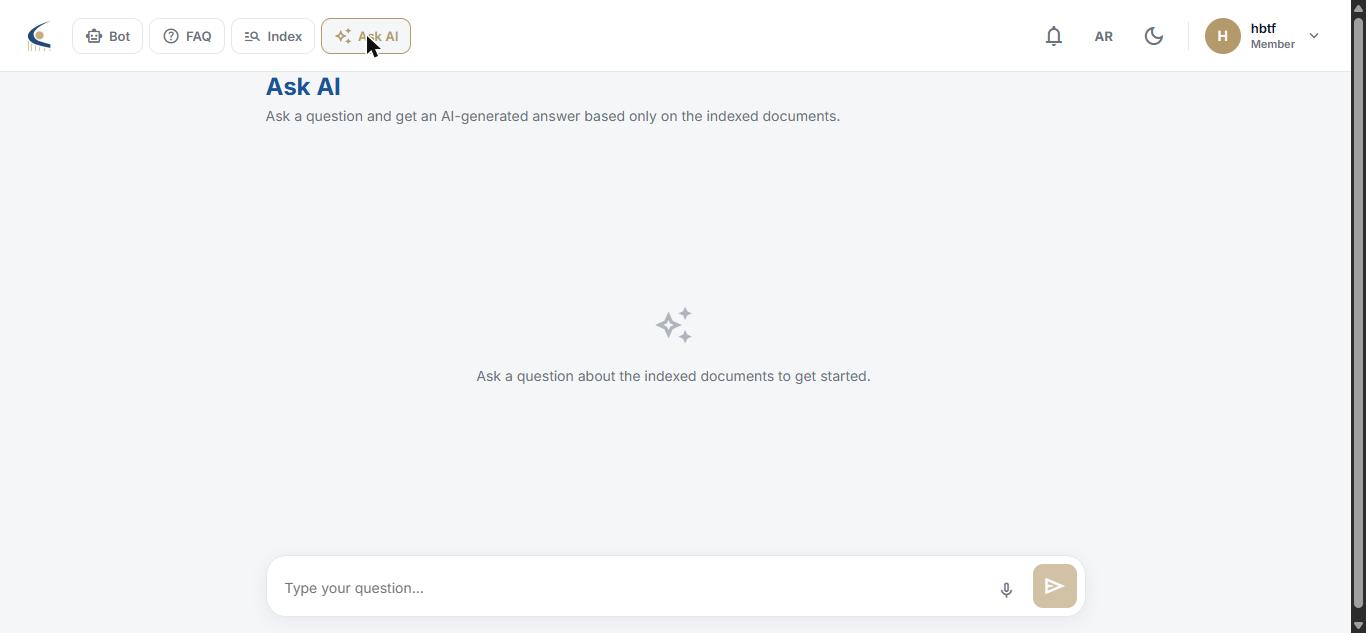 Bot
FAQ
Index
Ask AI
AR
H
hbtf
Member
Ask AI
Ask a question and get an AI-generated answer based only on the indexed documents.
Ask a question about the indexed documents to get started.
Type your question...